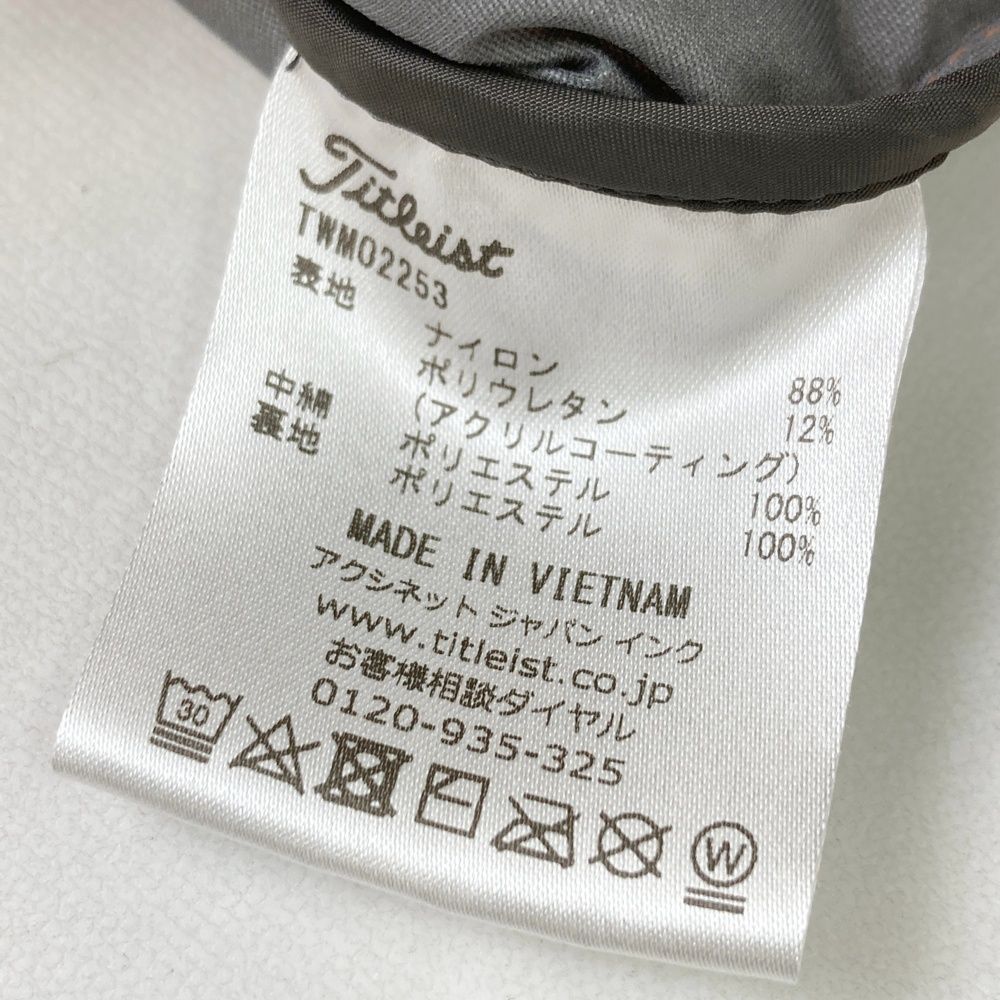 Titleist
TWMO2253
表地
ナイロン 88%
ポリウレタン 12%
(アクリルコーティング)
中綿 ポリエステル 100%
裏地 ポリエステル 100%
MADE IN VIETNAM
アクシネット ジャパン インク
www.titleist.co.jp
お客様相談ダイヤル
0120-935-325
30
W